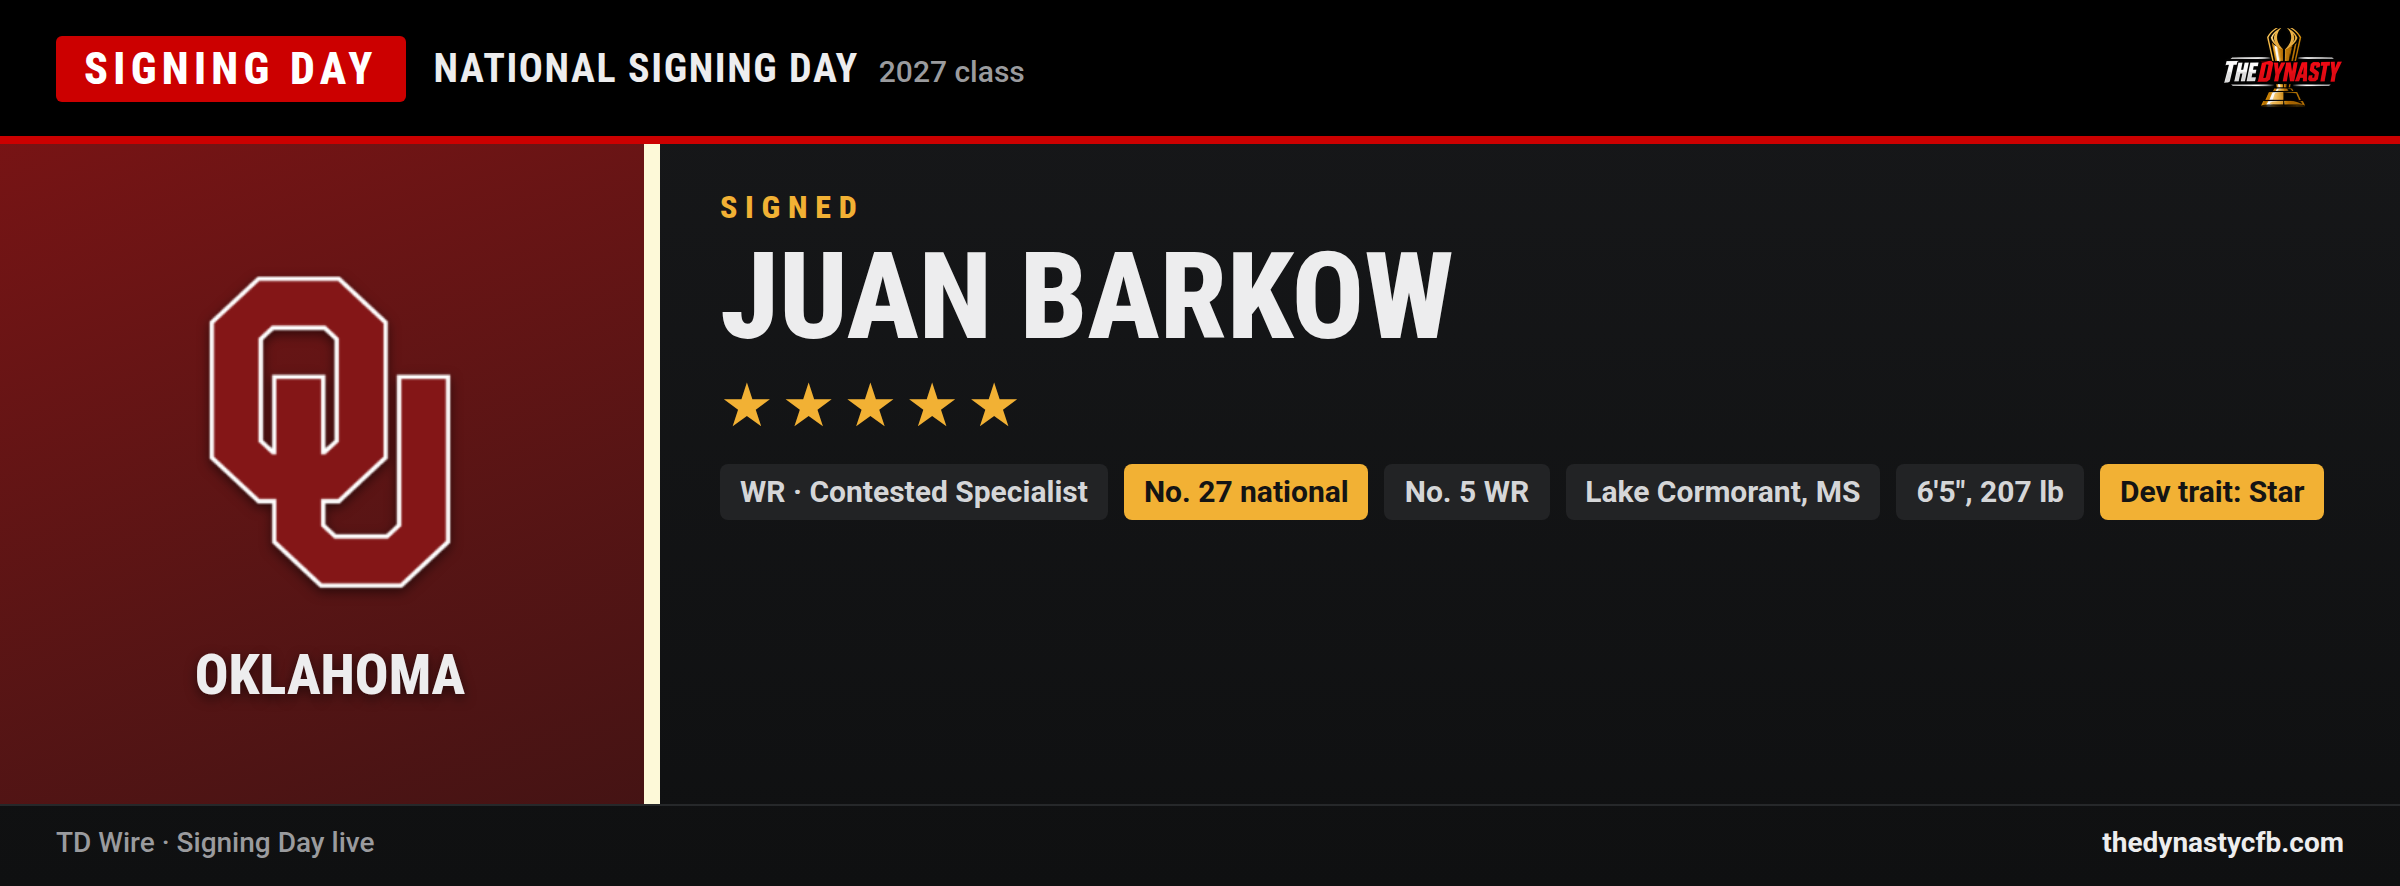 SIGNING DAY NATIONAL SIGNING DAY 2027 class
THE DYNASTY
OU
OKLAHOMA
SIGNED
JUAN BARKOW
★★★★★
WR · Contested Specialist No. 27 national No. 5 WR Lake Cormorant, MS 6'5", 207 lb Dev trait: Star
TD Wire · Signing Day live thedynastycfb.com